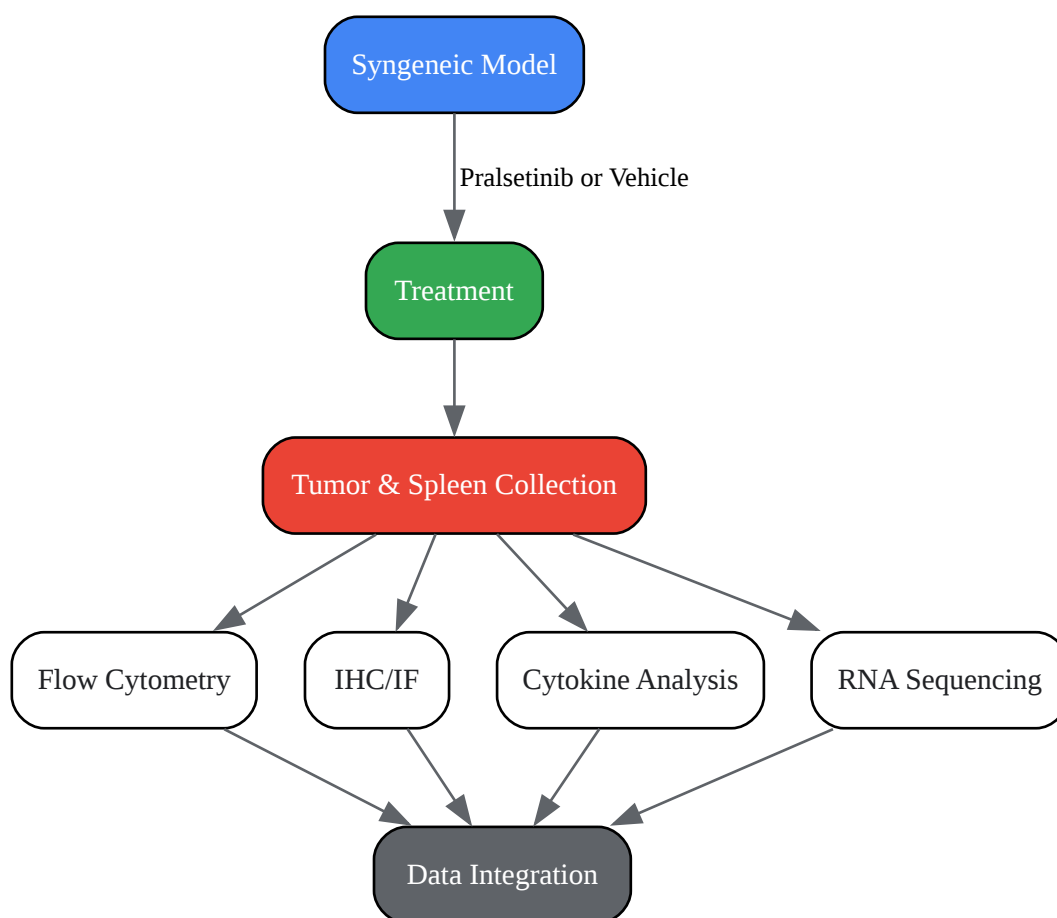 Syngeneic Model
Pralsetinib or Vehicle
Treatment
Tumor & Spleen Collection
Flow Cytometry
IHC/IF
Cytokine Analysis
RNA Sequencing
Data Integration